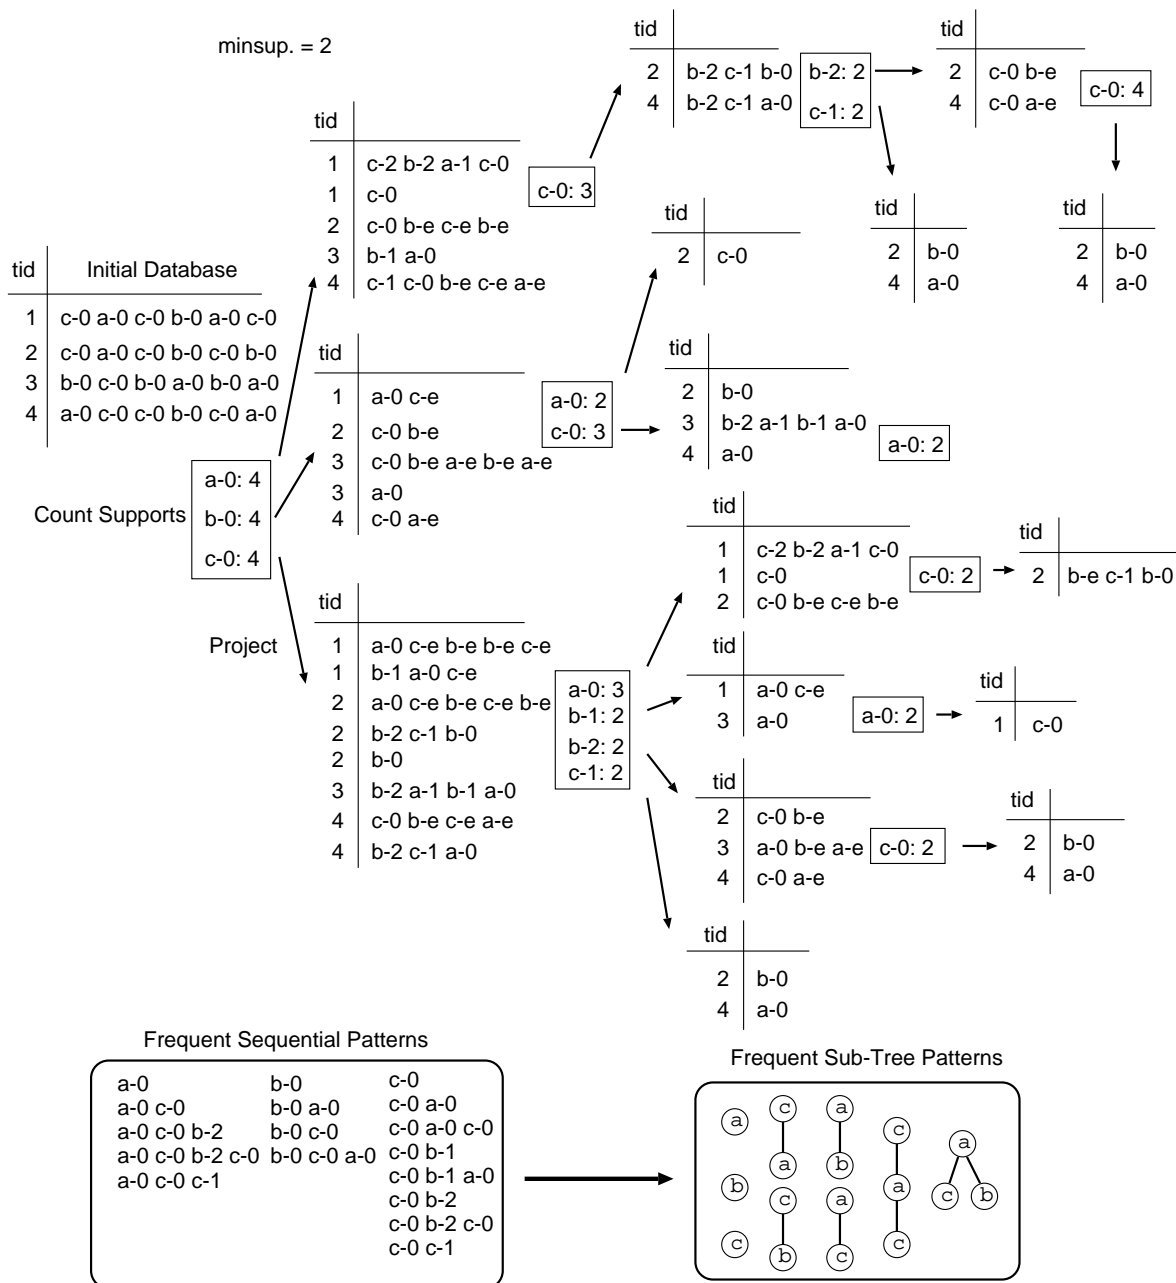 minsup. = 2
tid
2 b-2 c-1 b-0
4 b-2 c-1 a-0
b-2: 2
c-1: 2
tid
2 c-0 b-e
4 c-0 a-e
c-0: 4
tid
1 c-2 b-2 a-1 c-0
1 c-0
2 c-0 b-e c-e b-e
3 b-1 a-0
4 c-1 c-0 b-e c-e a-e
c-0: 3
tid
2 c-0
tid
2 b-0
4 a-0
tid
2 b-0
4 a-0
tid Initial Database
1 c-0 a-0 c-0 b-0 a-0 c-0
2 c-0 a-0 c-0 b-0 c-0 b-0
3 b-0 c-0 b-0 a-0 b-0 a-0
4 a-0 c-0 c-0 b-0 c-0 a-0
tid
1 a-0 c-e
2 c-0 b-e
3 c-0 b-e a-e b-e a-e
3 a-0
4 c-0 a-e
a-0: 2
c-0: 3
tid
2 b-0
3 b-2 a-1 b-1 a-0
4 a-0
a-0: 2
Count Supports
a-0: 4
b-0: 4
c-0: 4
tid
1 c-2 b-2 a-1 c-0
1 c-0
2 c-0 b-e c-e b-e
c-0: 2
tid
2 b-e c-1 b-0
Project
tid
1 a-0 c-e b-e b-e c-e
1 b-1 a-0 c-e
2 a-0 c-e b-e c-e b-e
2 b-2 c-1 b-0
2 b-0
3 b-2 a-1 b-1 a-0
4 c-0 b-e c-e a-e
4 b-2 c-1 a-0
a-0: 3
b-1: 2
b-2: 2
c-1: 2
tid
1 a-0 c-e
3 a-0
a-0: 2
tid
1 c-0
tid
2 c-0 b-e
3 a-0 b-e a-e
4 c-0 a-e
c-0: 2
tid
2 b-0
4 a-0
tid
2 b-0
4 a-0
Frequent Sequential Patterns
a-0
a-0 c-0
a-0 c-0 b-2
a-0 c-0 b-2 c-0
a-0 c-0 c-1
b-0
b-0 a-0
b-0 c-0
b-0 c-0 a-0
c-0
c-0 a-0
c-0 a-0 c-0
c-0 b-1
c-0 b-1 a-0
c-0 b-2
c-0 b-2 c-0
c-0 c-1
Frequent Sub-Tree Patterns
a
b
c
c
a
c
b
a
b
a
c
c
a
c
a
c b